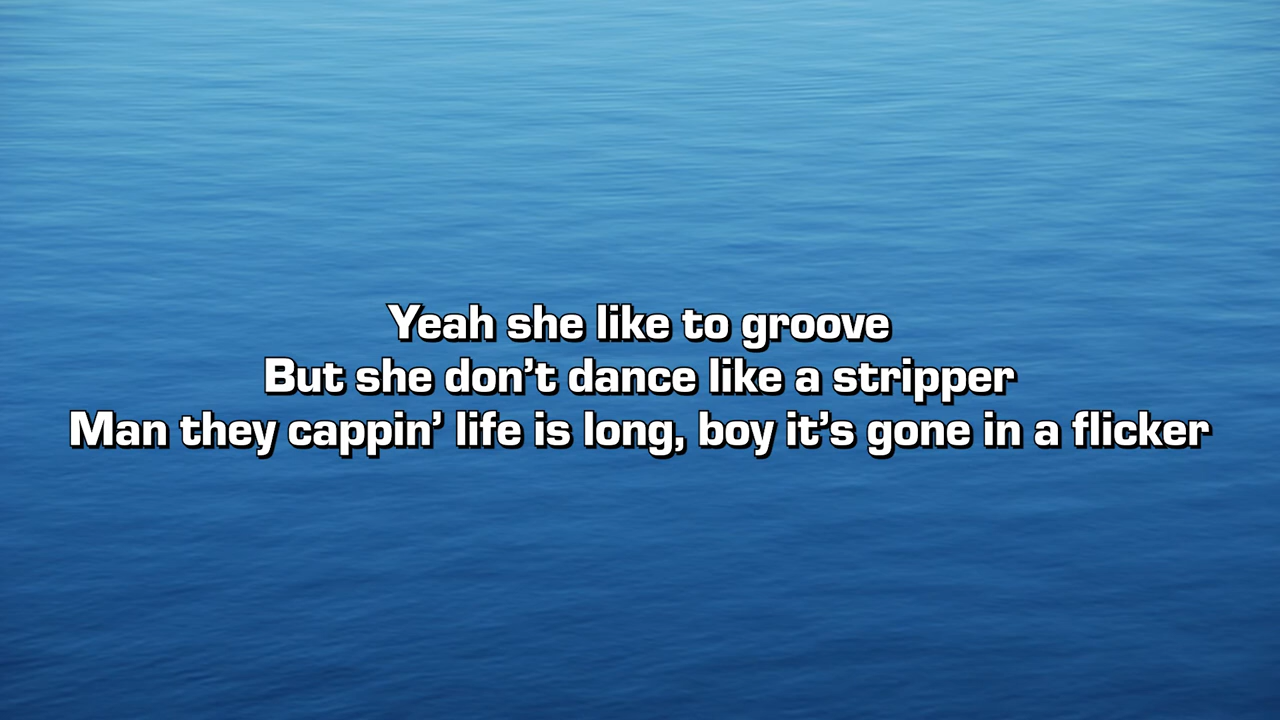 Yeah she like to groove
But she don’t dance like a stripper
Man they cappin’ life is long, boy it’s gone in a flicker